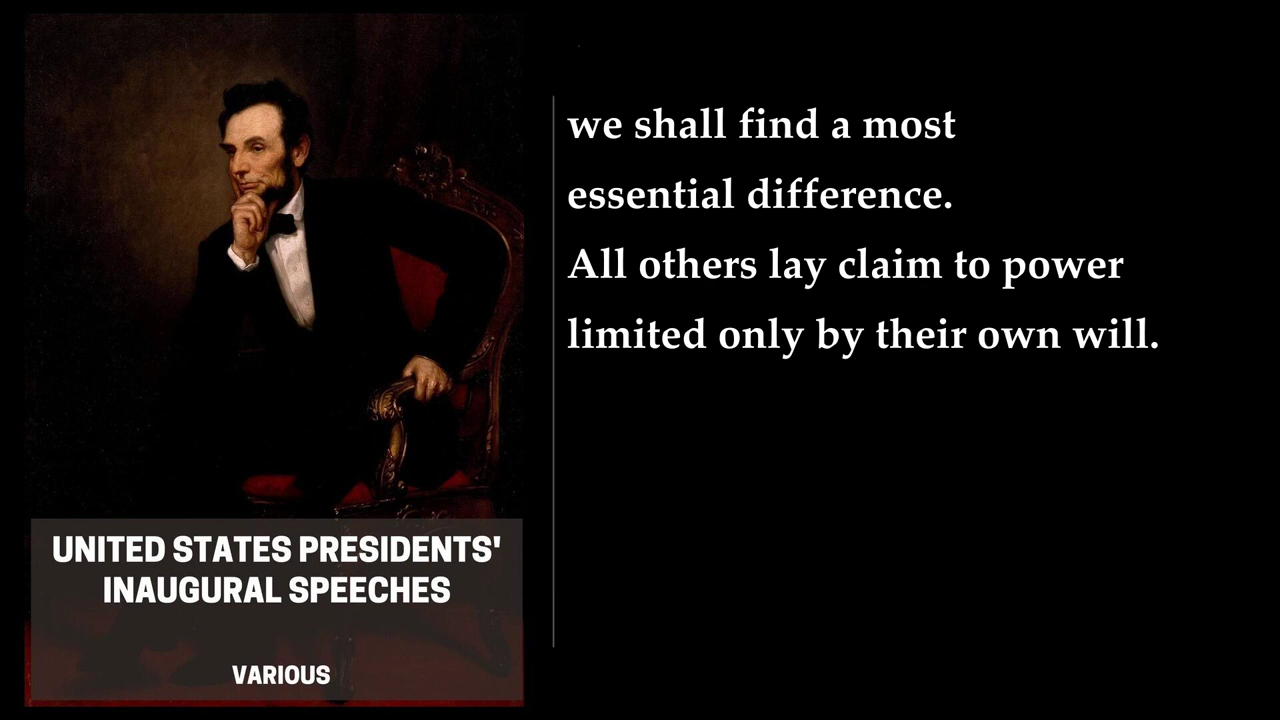 we shall find a most
essential difference.
All others lay claim to power
limited only by their own will.
UNITED STATES PRESIDENTS'
INAUGURAL SPEECHES
VARIOUS